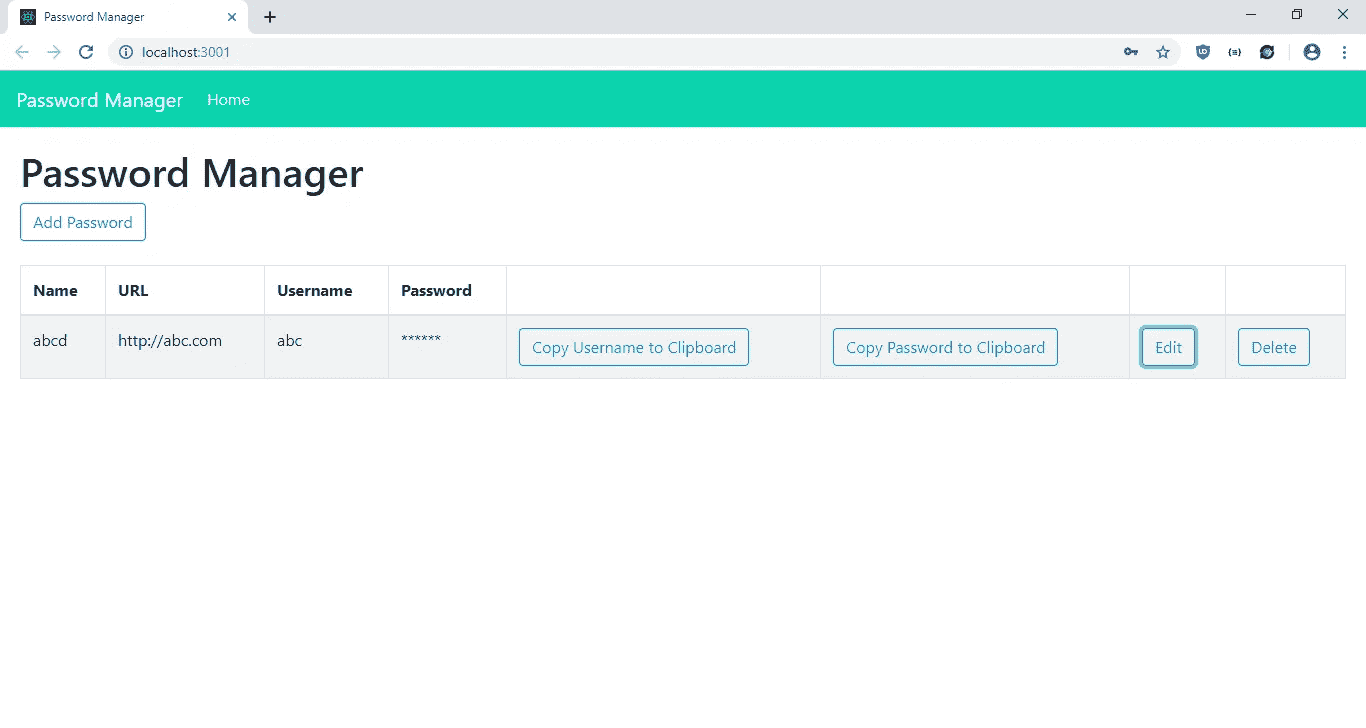 Password Manager
localhost:3001
Password Manager Home
Password Manager
Add Password
Name URL Username Password
abcd http://abc.com abc ****** Copy Username to Clipboard Copy Password to Clipboard Edit Delete